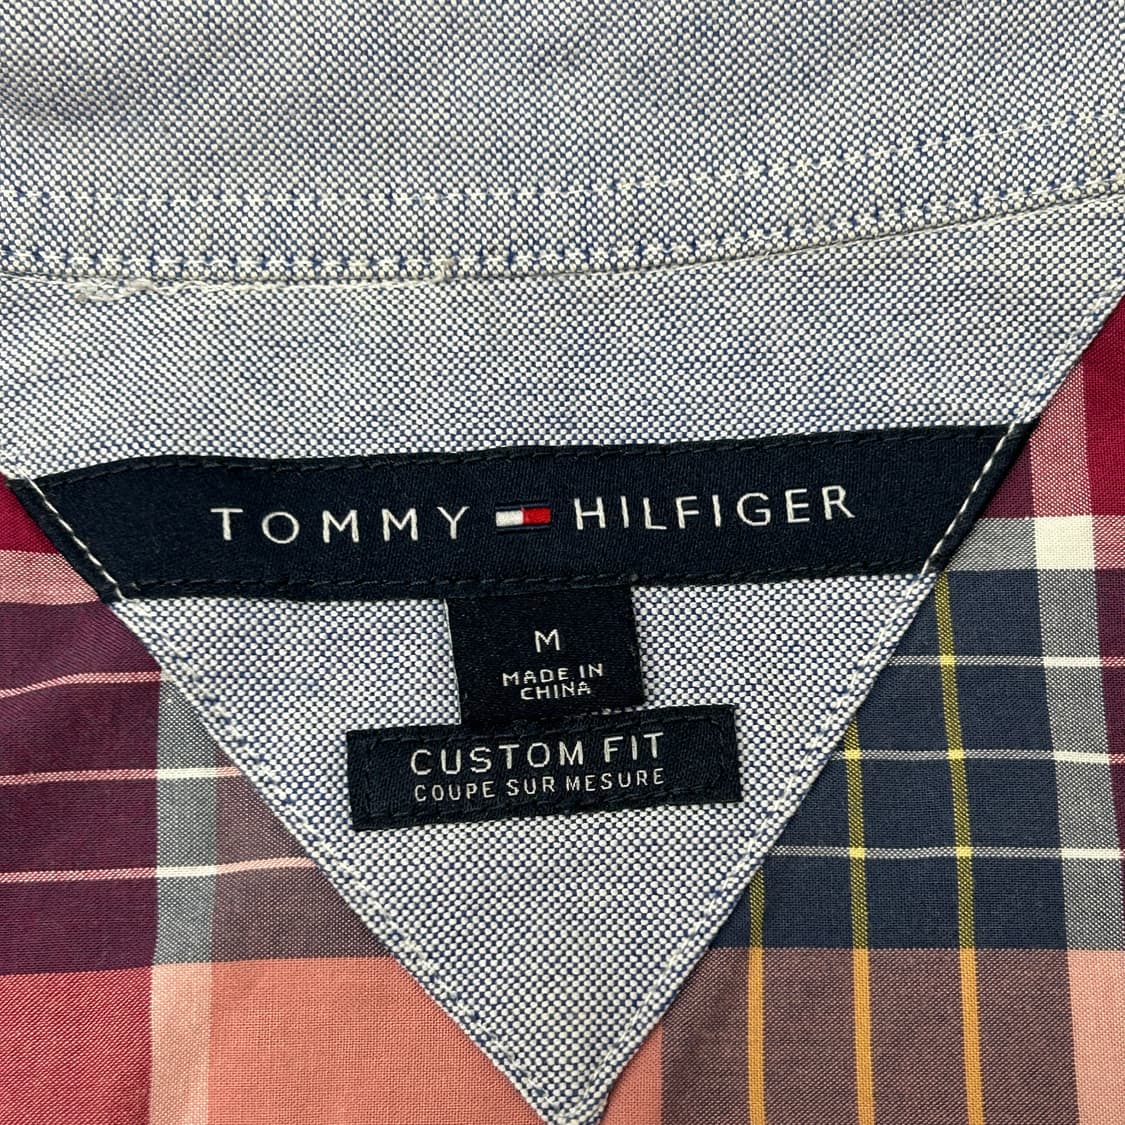 TOMMY HILFIGER
M
MADE IN
CHINA
CUSTOM FIT
COUPE SUR MESURE